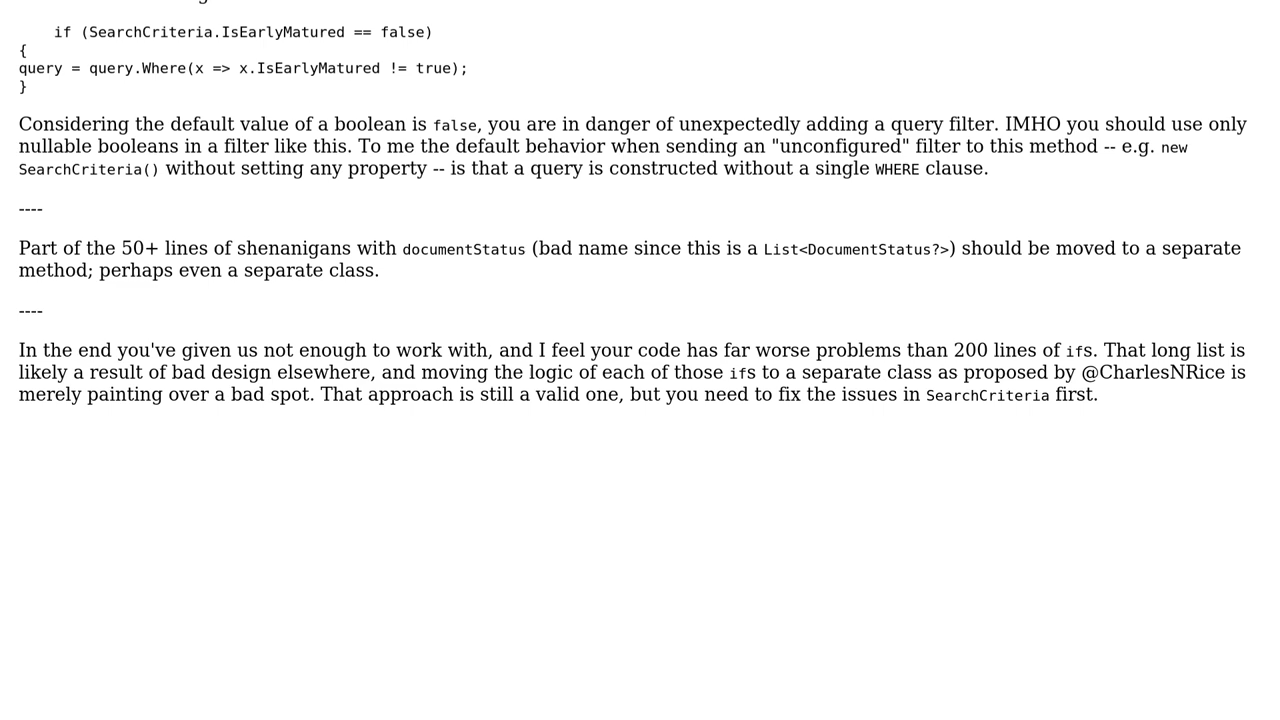 if (SearchCriteria.IsEarlyMatured == false)
{
query = query.Where(x => x.IsEarlyMatured != true);
}
Considering the default value of a boolean is false, you are in danger of unexpectedly adding a query filter. IMHO you should use only
nullable booleans in a filter like this. To me the default behavior when sending an "unconfigured" filter to this method -- e.g. new
SearchCriteria() without setting any property -- is that a query is constructed without a single WHERE clause.
----
Part of the 50+ lines of shenanigans with documentStatus (bad name since this is a List<DocumentStatus?>) should be moved to a separate
method; perhaps even a separate class.
----
In the end you've given us not enough to work with, and I feel your code has far worse problems than 200 lines of ifs. That long list is
likely a result of bad design elsewhere, and moving the logic of each of those ifs to a separate class as proposed by @CharlesNRice is
merely painting over a bad spot. That approach is still a valid one, but you need to fix the issues in SearchCriteria first.